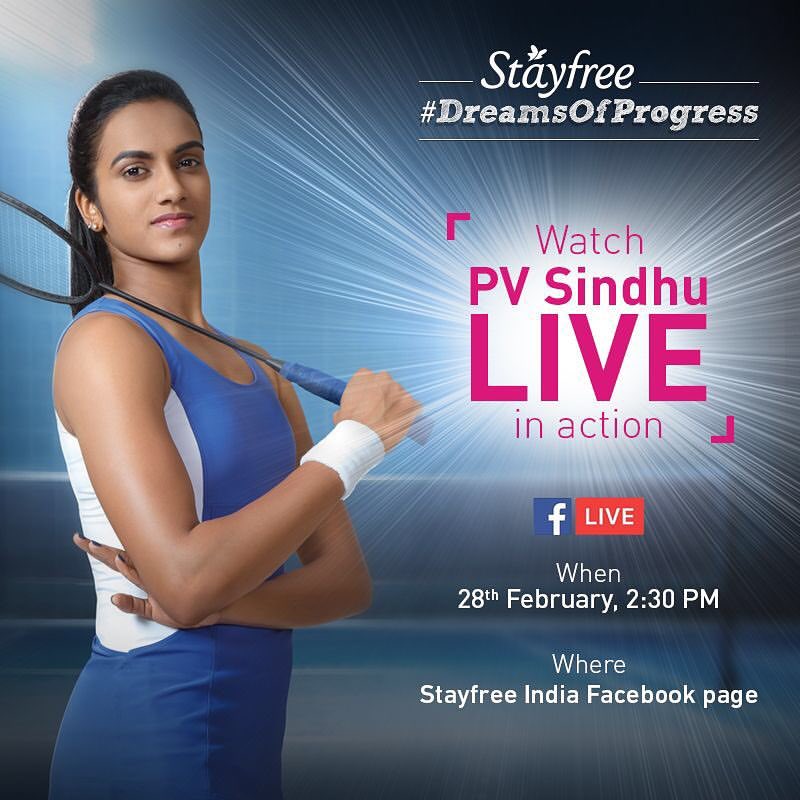 Stayfree
#DreamsOfProgress
Watch
PV Sindhu
LIVE
in action
f LIVE
When
28th February, 2:30 PM
Where
Stayfree India Facebook page